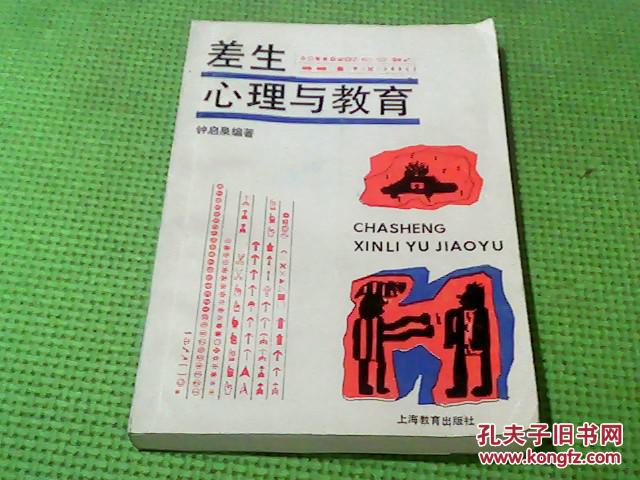 差生
心理与教育
钟启泉编著
CHASHENG
XINLI YU JIAOYU
上海教育出版社
孔夫子旧书网
www.kongfz.com